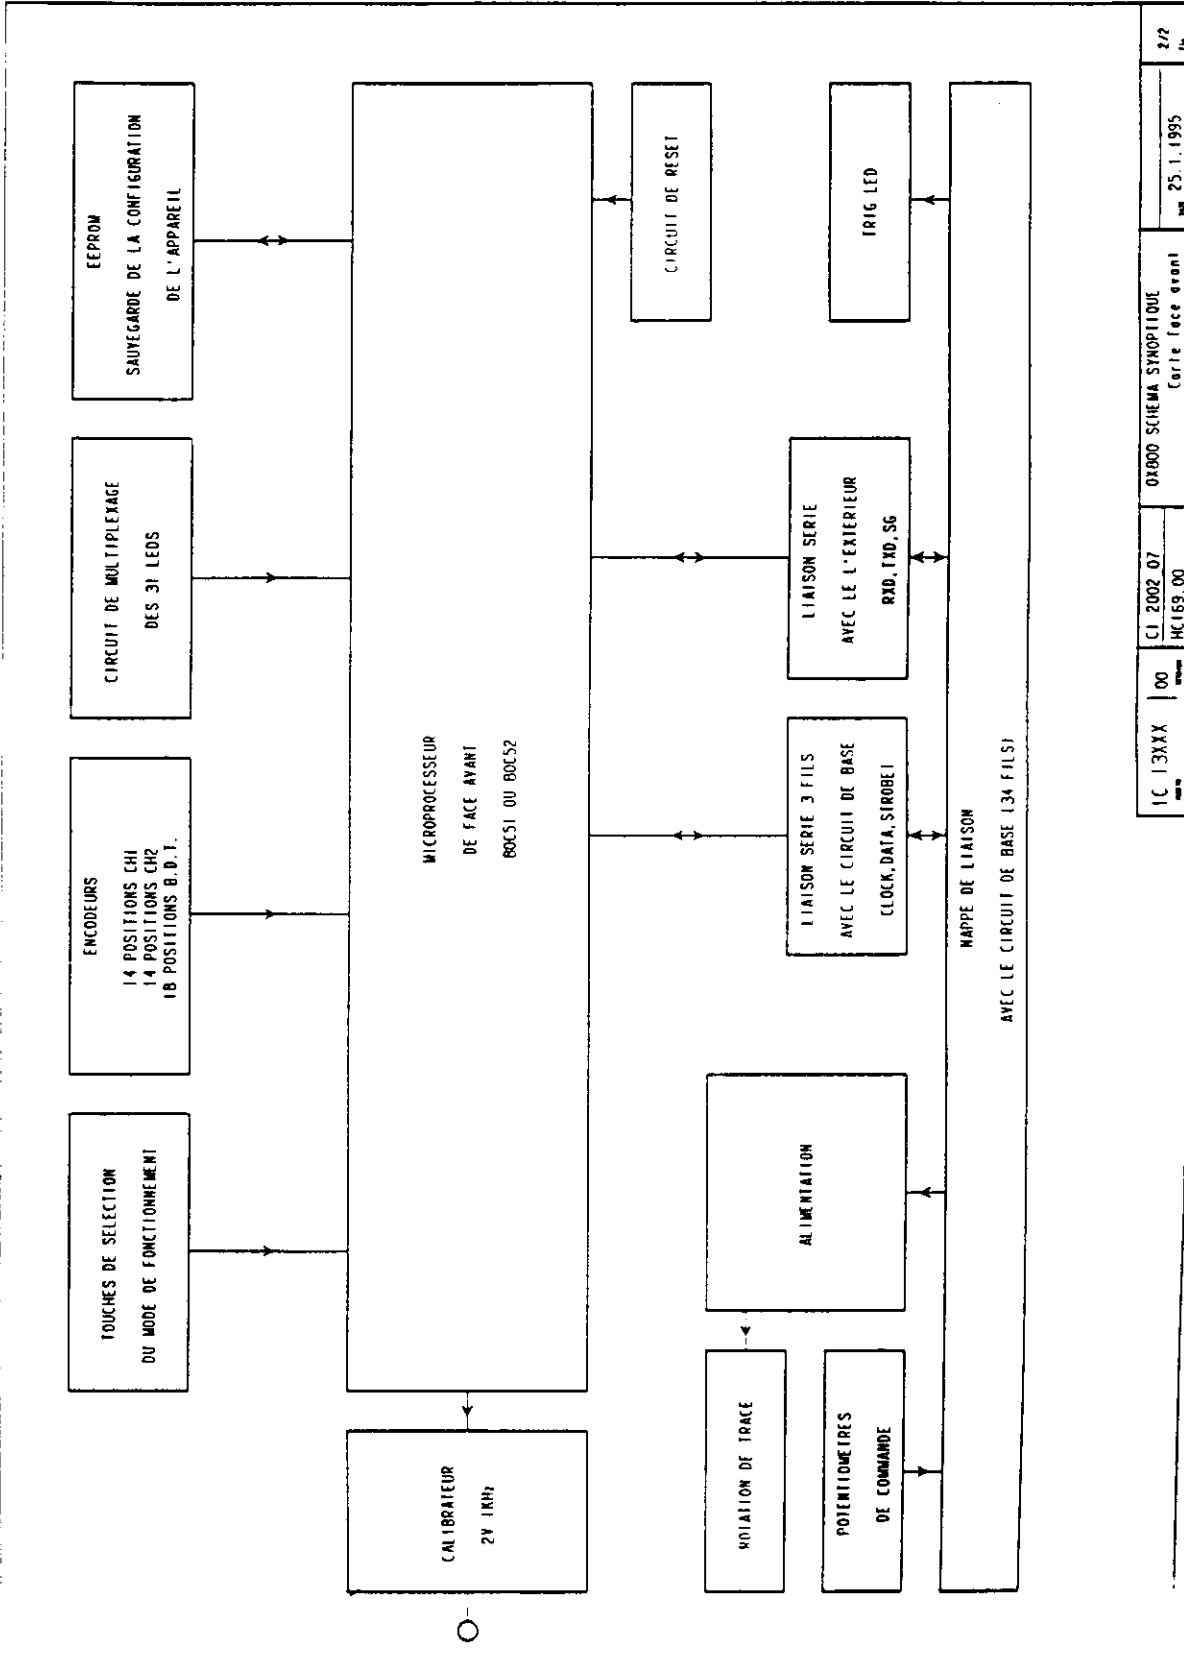 TOUCHES DE SELECTION
DU MODE DE FONCTIONNEMENT
ENCODEURS
14 POSITIONS CH1
14 POSITIONS CH2
18 POSITIONS B.D.T.
CIRCUIT DE MULTIPLEXAGE
DES 31 LEDS
EEPROM
SAUVEGARDE DE LA CONFIGURATION
DE L'APPAREIL
CALIBRATEUR
2V 1KHz
MICROPROCESSEUR
DE FACE AVANT
80C51 OU 80C52
CIRCUIT DE RESET
ROTATION DE TRACE
ALIMENTATION
POTENTIOMETRES
DE COMMANDE
LIAISON SERIE 3 FILS
AVEC LE CIRCUIT DE BASE
CLOCK,DATA,STROBE1
LIAISON SERIE
AVEC LE L'EXTERIEUR
RXD,TXD,SG
TRIG LED
NAPPE DE LIAISON
AVEC LE CIRCUIT DE BASE (34 FILS)
1C 13XXX 00
CI 2002 07
HC169.00
OX800 SCHEMA SYNOPTIQUE
Carte face avant
25.1.1995
2/2